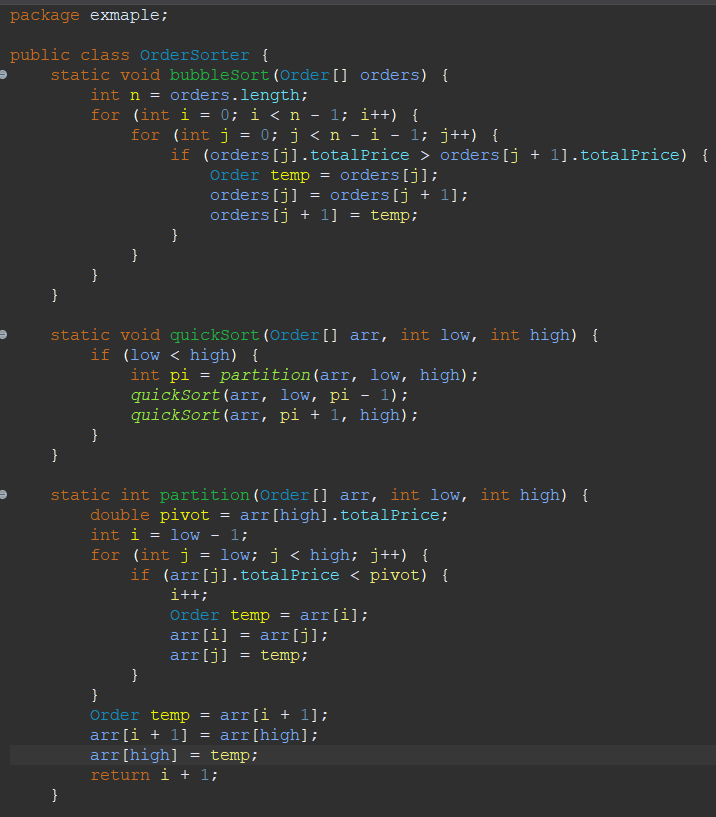 package exmaple;
public class OrderSorter {
static void bubbleSort(Order[] orders) {
int n = orders.length;
for (int i = 0; i < n - 1; i++) {
for (int j = 0; j < n - i - 1; j++) {
if (orders[j].totalPrice > orders[j + 1].totalPrice) {
Order temp = orders[j];
orders[j] = orders[j + 1];
orders[j + 1] = temp;
}
}
}
}
static void quickSort(Order[] arr, int low, int high) {
if (low < high) {
int pi = partition(arr, low, high);
quickSort(arr, low, pi - 1);
quickSort(arr, pi + 1, high);
}
}
static int partition(Order[] arr, int low, int high) {
double pivot = arr[high].totalPrice;
int i = low - 1;
for (int j = low; j < high; j++) {
if (arr[j].totalPrice < pivot) {
i++;
Order temp = arr[i];
arr[i] = arr[j];
arr[j] = temp;
}
}
Order temp = arr[i + 1];
arr[i + 1] = arr[high];
arr[high] = temp;
return i + 1;
}